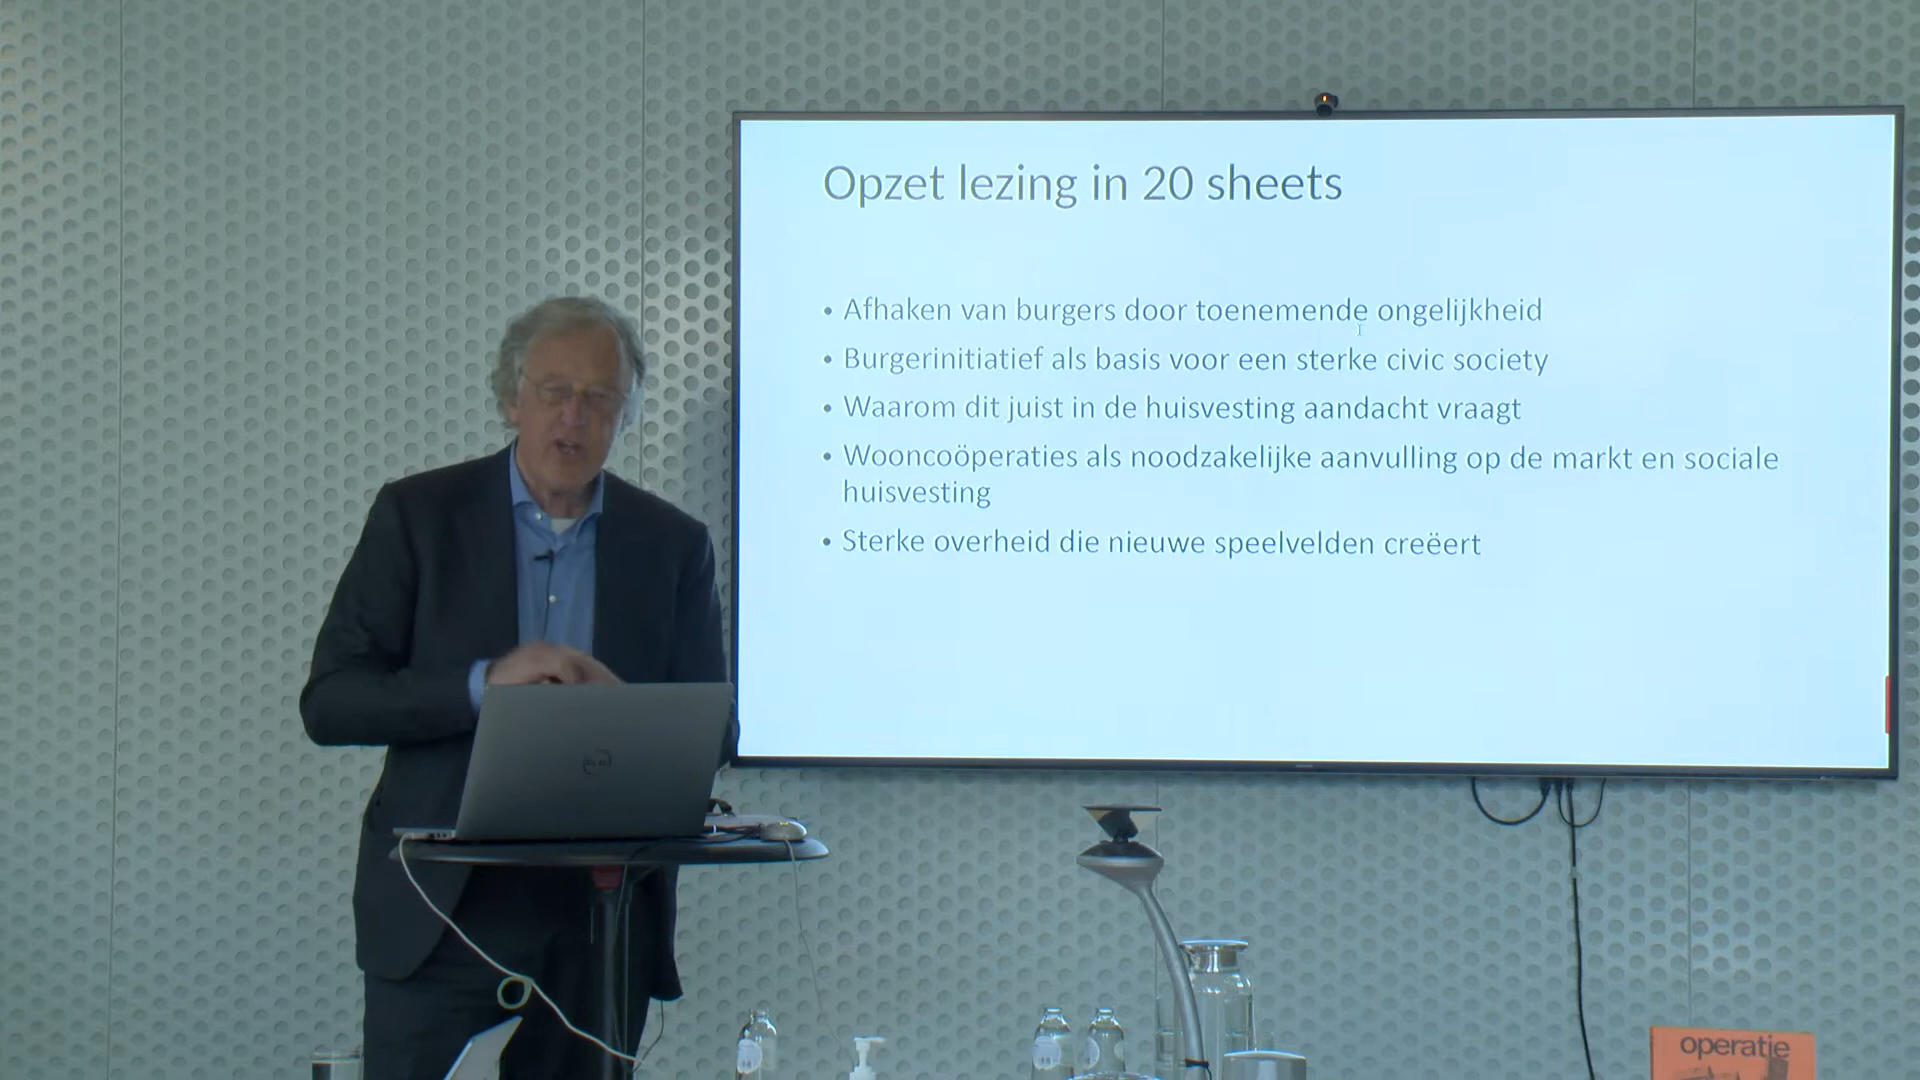 Opzet lezing in 20 sheets
• Afhaken van burgers door toenemende ongelijkheid
• Burgerinitiatief als basis voor een sterke civic society
• Waarom dit juist in de huisvesting aandacht vraagt
• Wooncoöperaties als noodzakelijke aanvulling op de markt en sociale
huisvesting
• Sterke overheid die nieuwe speelvelden creëert
DELL
operatie